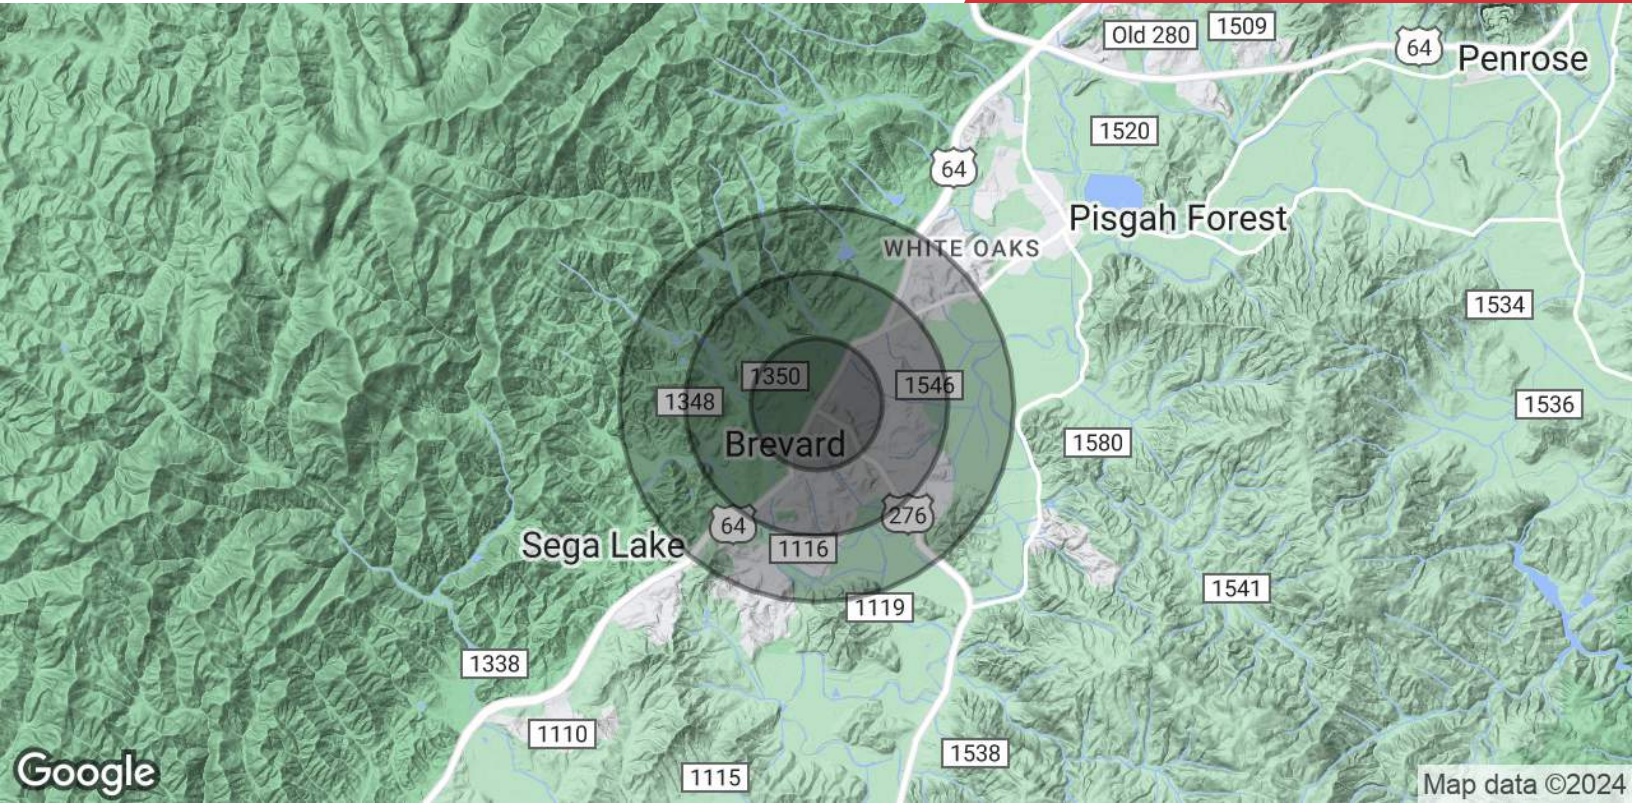 Old 280
1509
64
Penrose
1520
64
Pisgah Forest
WHITE OAKS
1534
1350
1546
1348
1536
Brevard
1580
276
64
Sega Lake
1116
1541
1119
1338
1110
1538
Google
1115
Map data ©2024